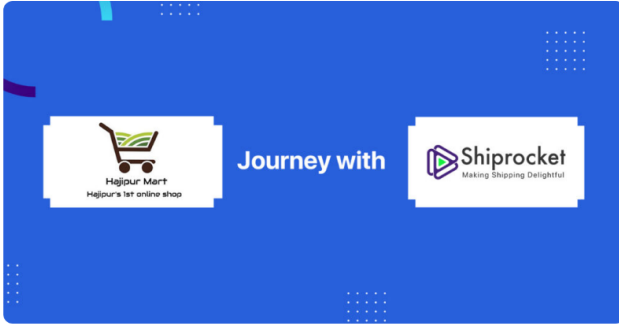 Hajipur Mart
Hajipur's 1st online shop
Journey with
Shiprocket
Making Shipping Delightful